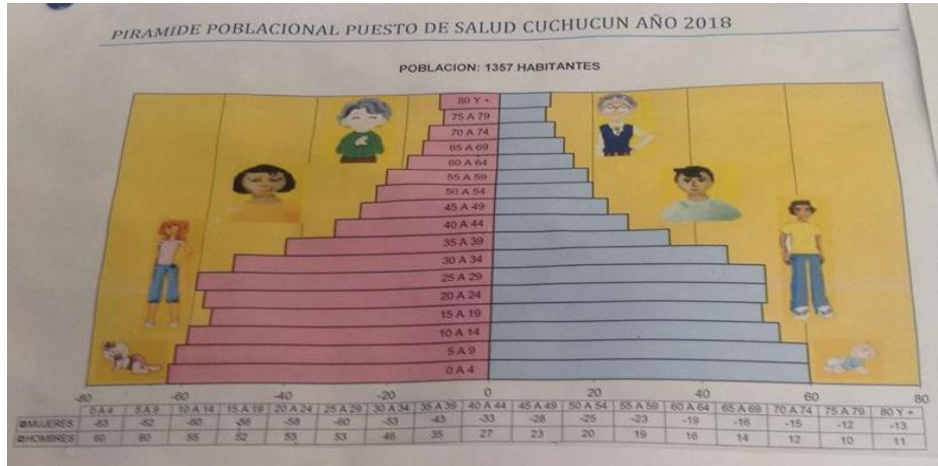 PIRAMIDE POBLACIONAL PUESTO DE SALUD CUCHUCUN AÑO 2018
POBLACION: 1357 HABITANTES
80 Y +
75 A 79
70 A 74
65 A 69
60 A 64
55 A 59
50 A 54
45 A 49
40 A 44
35 A 39
30 A 34
25 A 29
20 A 24
15 A 19
10 A 14
5 A 9
0 A 4
-80 -60 -40 -20 0 20 40 60 80
0 A 4 5 A 9 10 A 14 15 A 19 20 A 24 25 A 29 30 A 34 35 A 39 40 A 44 45 A 49 50 A 54 55 A 59 60 A 64 65 A 69 70 A 74 75 A 79 80 Y +
MUJERES -63 -62 -60 -56 -58 -60 -53 -43 -33 -28 -25 -23 -19 -16 -15 -12 -13
HOMBRES 60 60 55 52 53 53 46 35 27 23 20 19 16 14 12 10 11